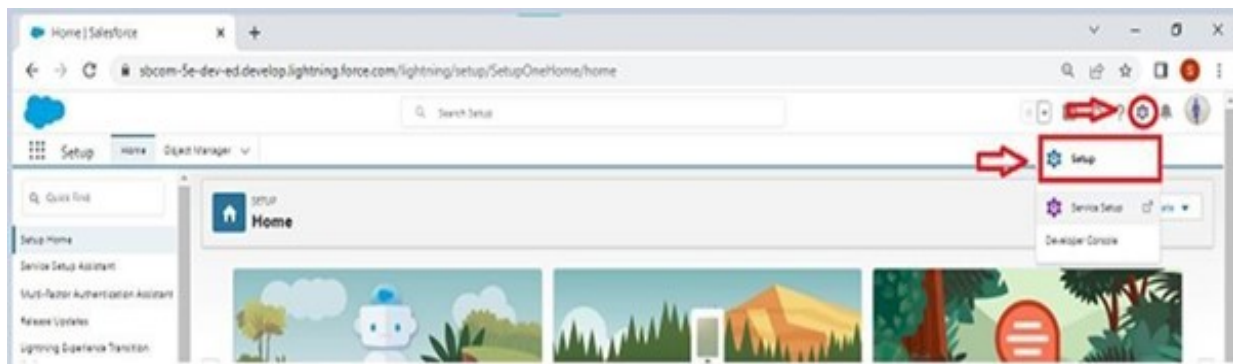 Home | Salesforce
sbcom-5e-dev-ed.develop.lightning.force.com/lightning/setup/SetupOneHome/home
S
Search Setup
Setup Home Object Manager
Setup
Quick Find
SETUP
Home
Service Setup
Developer Console
Setup Home
Service Setup Assistant
Multi-Factor Authentication Assistant
Release Updates
Lightning Experience Transition